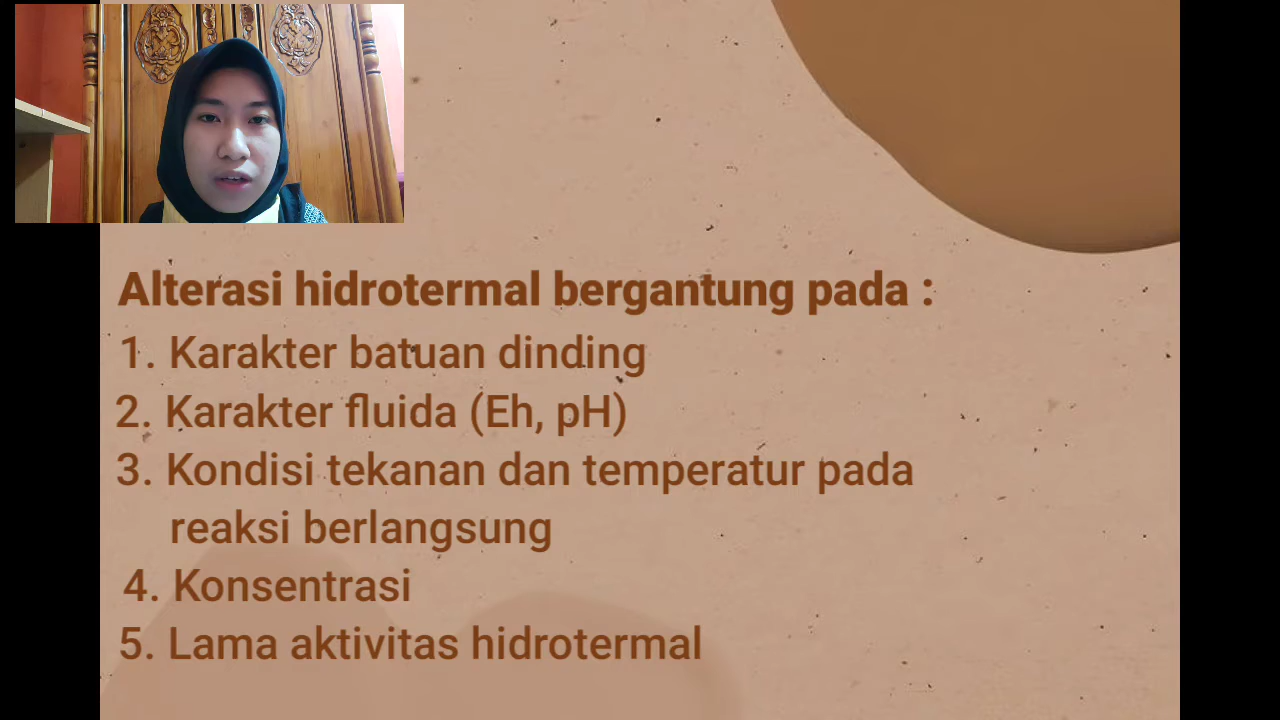 Alterasi hidrotermal bergantung pada :
1. Karakter batuan dinding
2. Karakter fluida (Eh, pH)
3. Kondisi tekanan dan temperatur pada
reaksi berlangsung
4. Konsentrasi
5. Lama aktivitas hidrotermal